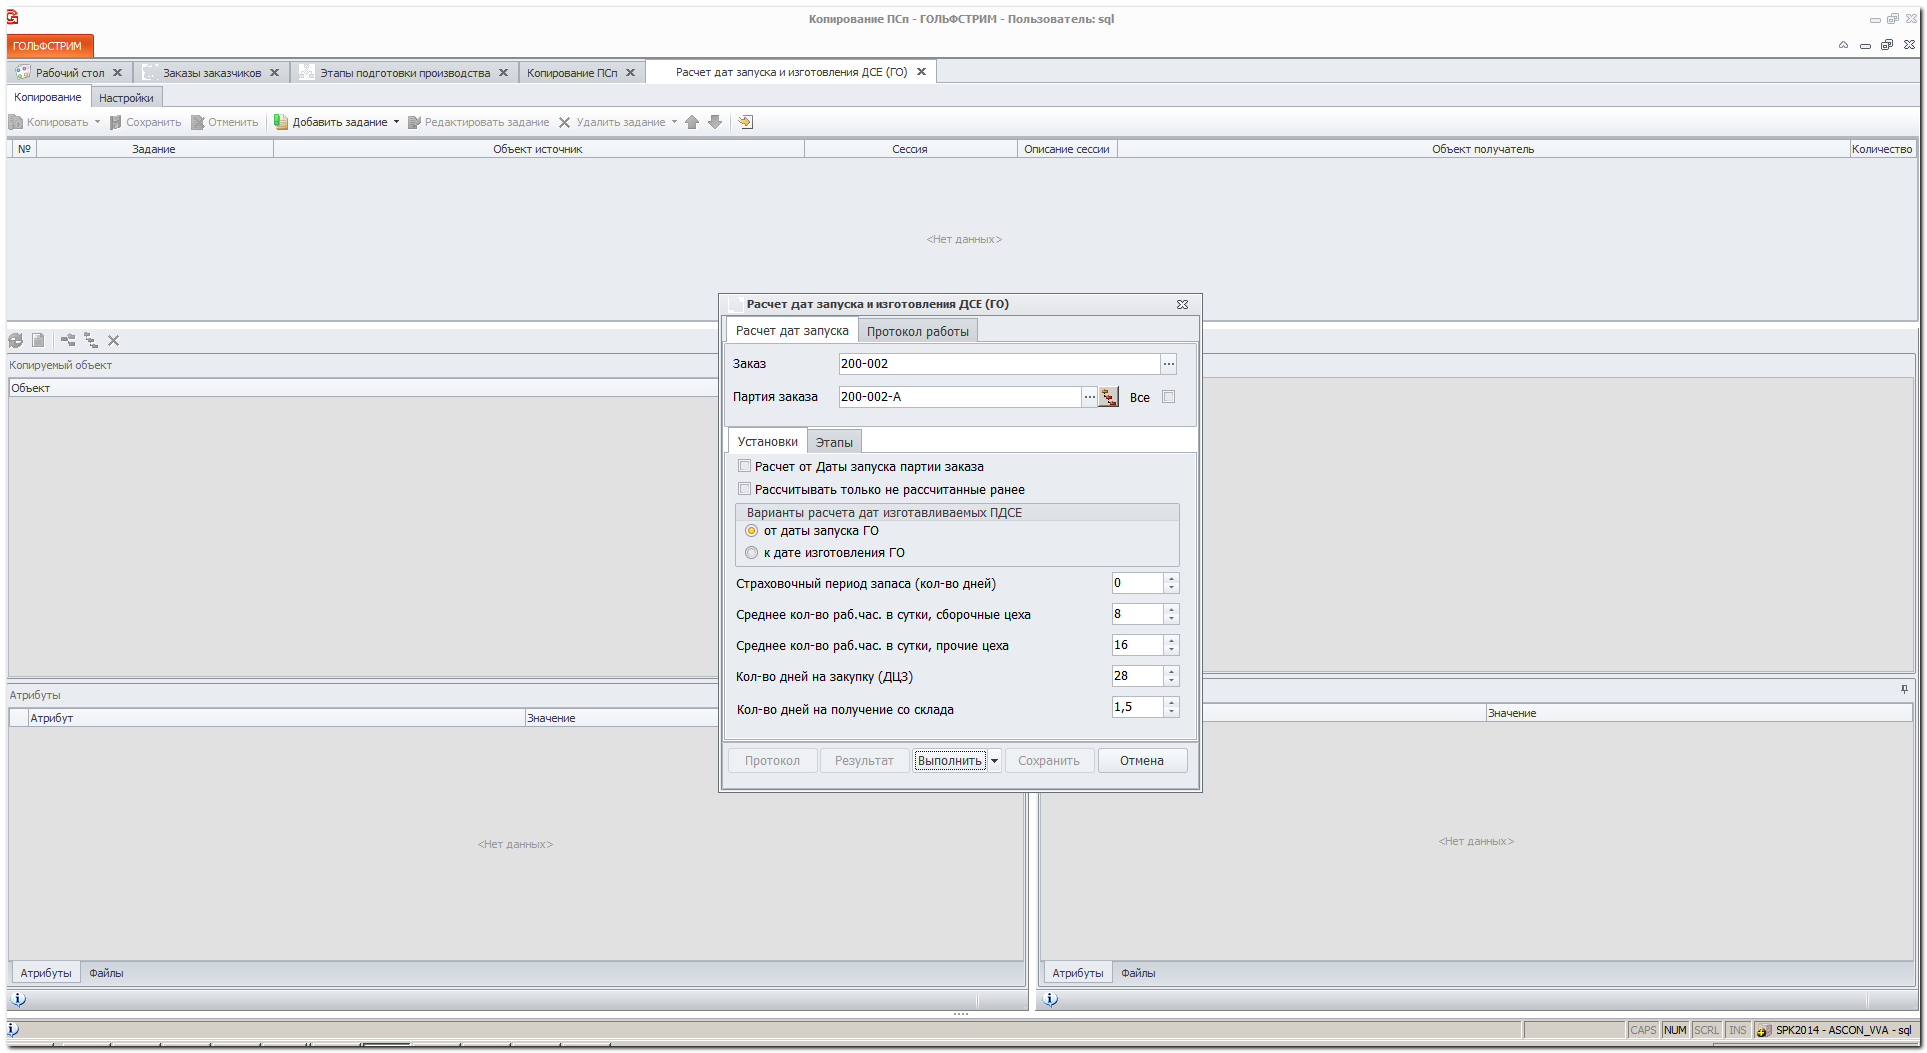 Копирование ПСп - ГОЛЬФСТРИМ - Пользователь: sql
ГОЛЬФСТРИМ
Рабочий стол Заказы заказчиков Этапы подготовки производства Копирование ПСп Расчет дат запуска и изготовления ДСЕ (ГО)
Копирование Настройки
Копировать Сохранить Отменить Добавить задание Редактировать задание Удалить задание
№ Задание Объект источник Сессия Описание сессии Объект получатель Количество
<Нет данных>
Расчет дат запуска и изготовления ДСЕ (ГО)
Расчет дат запуска Протокол работы
Заказ 200-002 ...
Партия заказа 200-002-А ... Все
Установки Этапы
Расчет от Даты запуска партии заказа
Рассчитывать только не рассчитанные ранее
Варианты расчета дат изготавливаемых ПДСЕ
от даты запуска ГО
к дате изготовления ГО
Страховочный период запаса (кол-во дней) 0
Среднее кол-во раб.час. в сутки, сборочные цеха 8
Среднее кол-во раб.час. в сутки, прочие цеха 16
Кол-во дней на закупку (ДЦЗ) 28
Кол-во дней на получение со склада 1,5
Протокол Результат Выполнить Сохранить Отмена
Копируемый объект
Объект
Атрибуты
Атрибут Значение
Значение
<Нет данных>
<Нет данных>
Атрибуты Файлы
Атрибуты Файлы
CAPS NUM SCRL INS SPK2014 - ASCON_VVA - sql